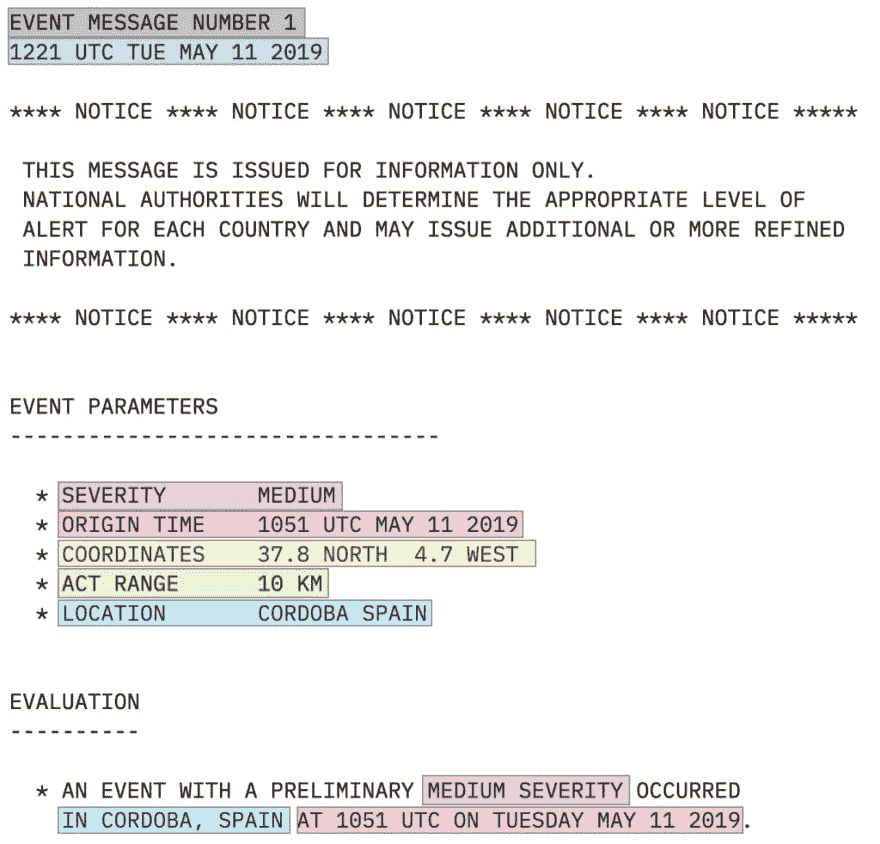 EVENT MESSAGE NUMBER 1
1221 UTC TUE MAY 11 2019
**** NOTICE **** NOTICE **** NOTICE **** NOTICE **** NOTICE *****
THIS MESSAGE IS ISSUED FOR INFORMATION ONLY.
NATIONAL AUTHORITIES WILL DETERMINE THE APPROPRIATE LEVEL OF
ALERT FOR EACH COUNTRY AND MAY ISSUE ADDITIONAL OR MORE REFINED
INFORMATION.
**** NOTICE **** NOTICE **** NOTICE **** NOTICE **** NOTICE *****
EVENT PARAMETERS
---------------------------------
* SEVERITY       MEDIUM
* ORIGIN TIME    1051 UTC MAY 11 2019
* COORDINATES    37.8 NORTH  4.7 WEST
* ACT RANGE      10 KM
* LOCATION       CORDOBA SPAIN
EVALUATION
----------
* AN EVENT WITH A PRELIMINARY MEDIUM SEVERITY OCCURRED
IN CORDOBA, SPAIN AT 1051 UTC ON TUESDAY MAY 11 2019.